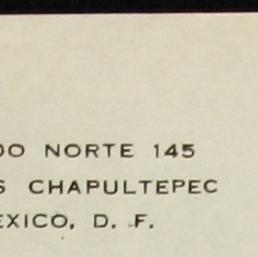 DO NORTE 145
S CHAPULTEPEC
EXICO, D. F.